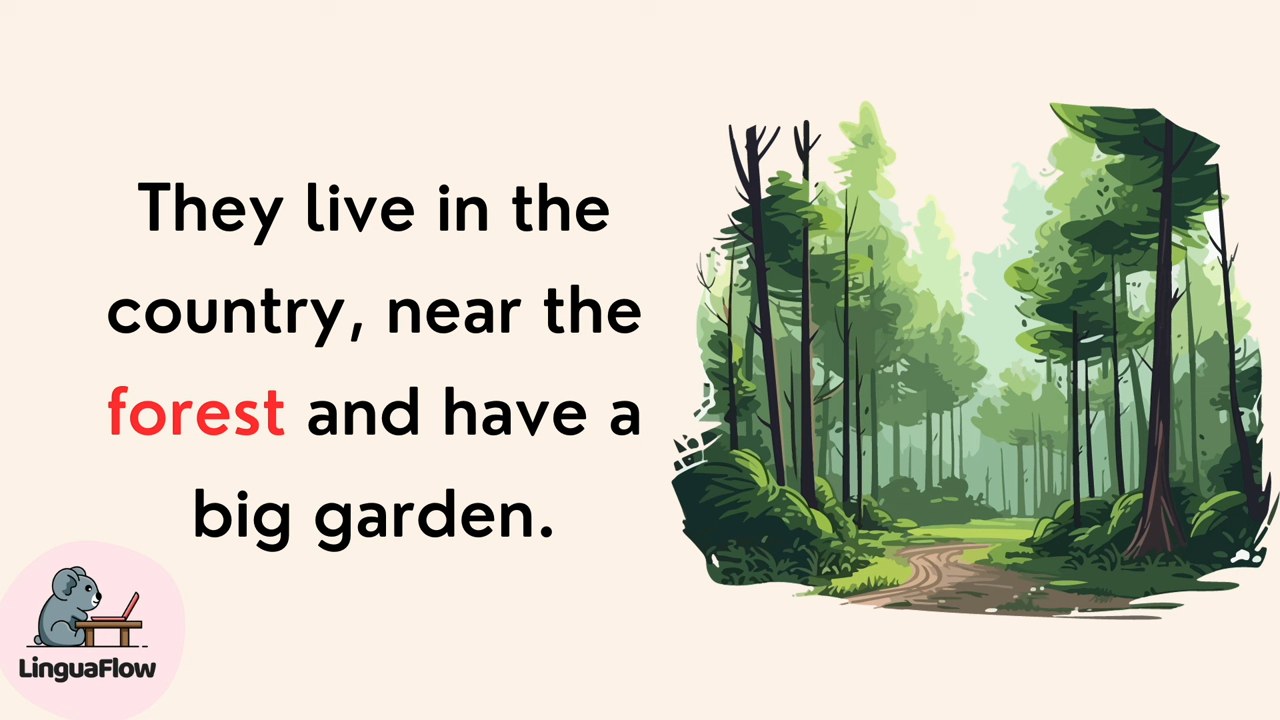 They live in the
country, near the
forest and have a
big garden.
LinguaFlow